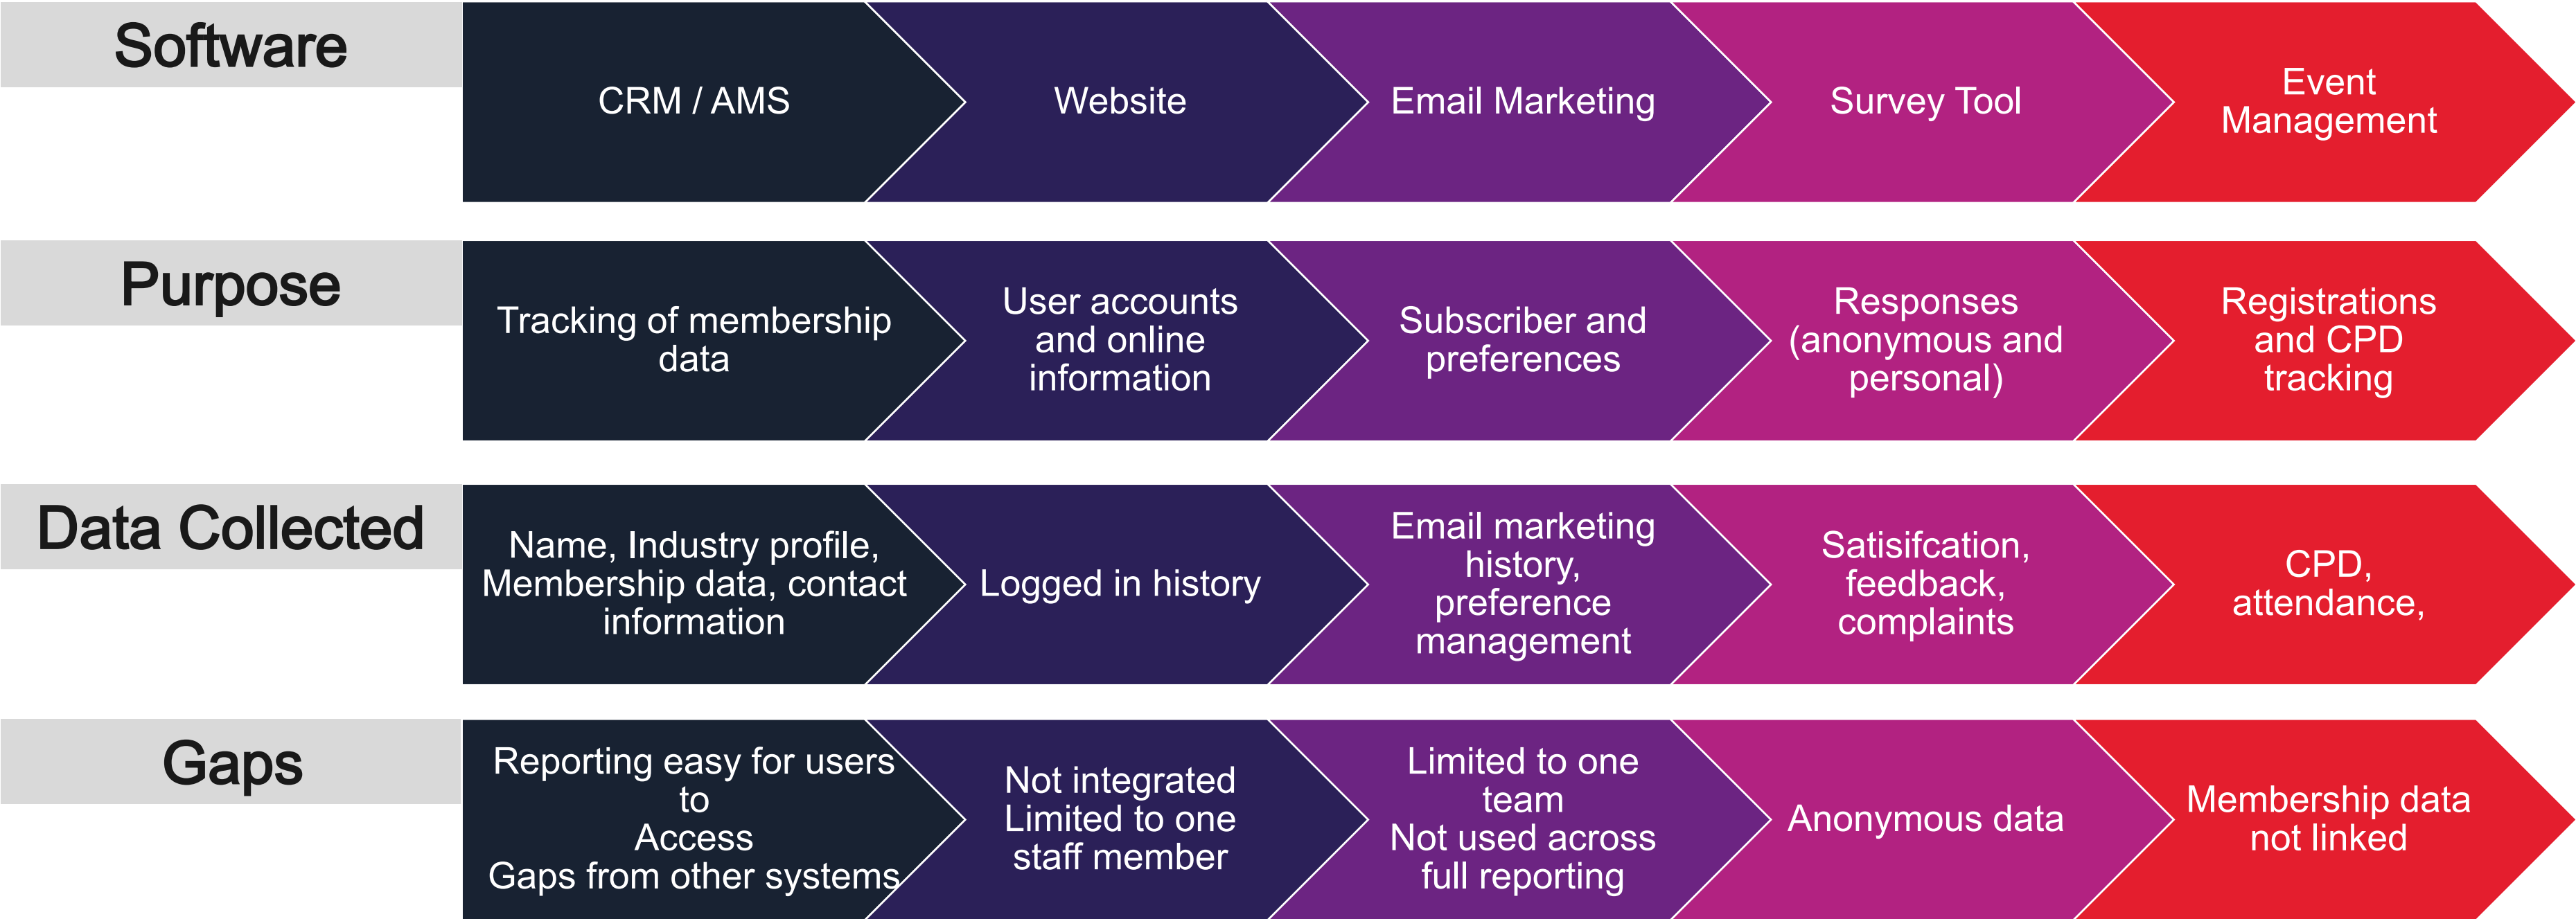 Software
CRM / AMS
Website
Email Marketing
Survey Tool
Event
Management
Purpose
Tracking of membership
data
User accounts
and online
information
Subscriber and
preferences
Responses
(anonymous and
personal)
Registrations
and CPD
tracking
Data Collected
Name, Industry profile,
Membership data, contact
information
Logged in history
Email marketing
history,
preference
management
Satisifcation,
feedback,
complaints
CPD,
attendance,
Gaps
Reporting easy for users
to
Access
Gaps from other systems
Not integrated
Limited to one
staff member
Limited to one
team
Not used across
full reporting
Anonymous data
Membership data
not linked